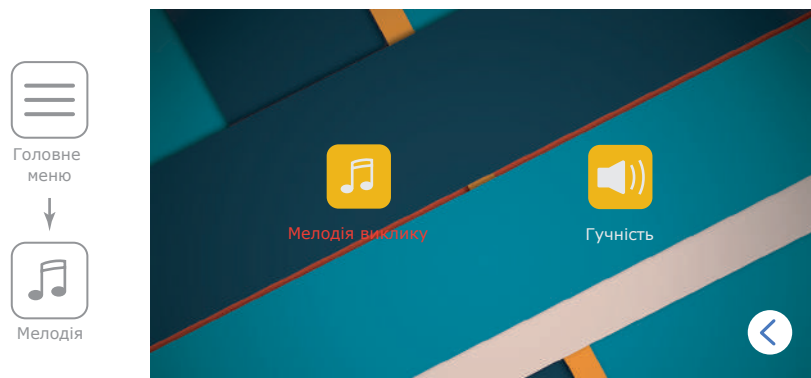 Головне
меню
Мелодія
Мелодія виклику
Гучність